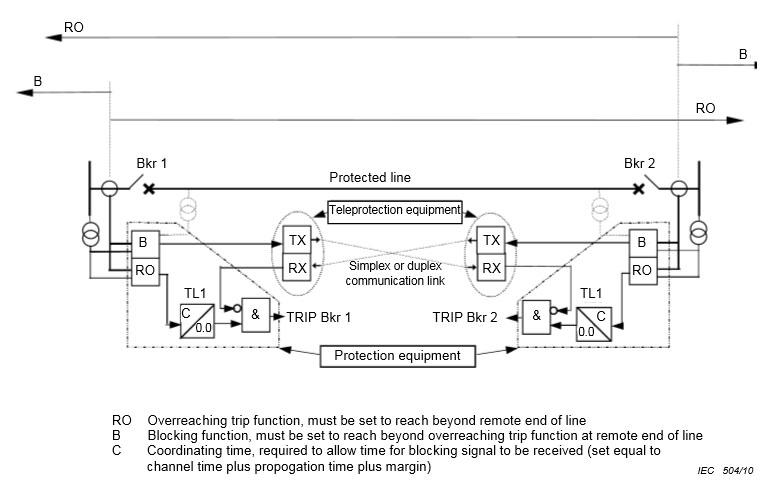 RO
B
B
RO
Bkr 1
Bkr 2
Protected line
Teleprotection equipment
B
TX
TX
B
RO
RX
Simplex or duplex
communication link
RX
RO
TL1
TL1
C
0.0
&
TRIP Bkr 1
TRIP Bkr 2
&
C
0.0
Protection equipment
RO Overreaching trip function, must be set to reach beyond remote end of line
B Blocking function, must be set to reach beyond overreaching trip function at remote end of line
C Coordinating time, required to allow time for blocking signal to be received (set equal to
channel time plus propogation time plus margin)
IEC 504/10